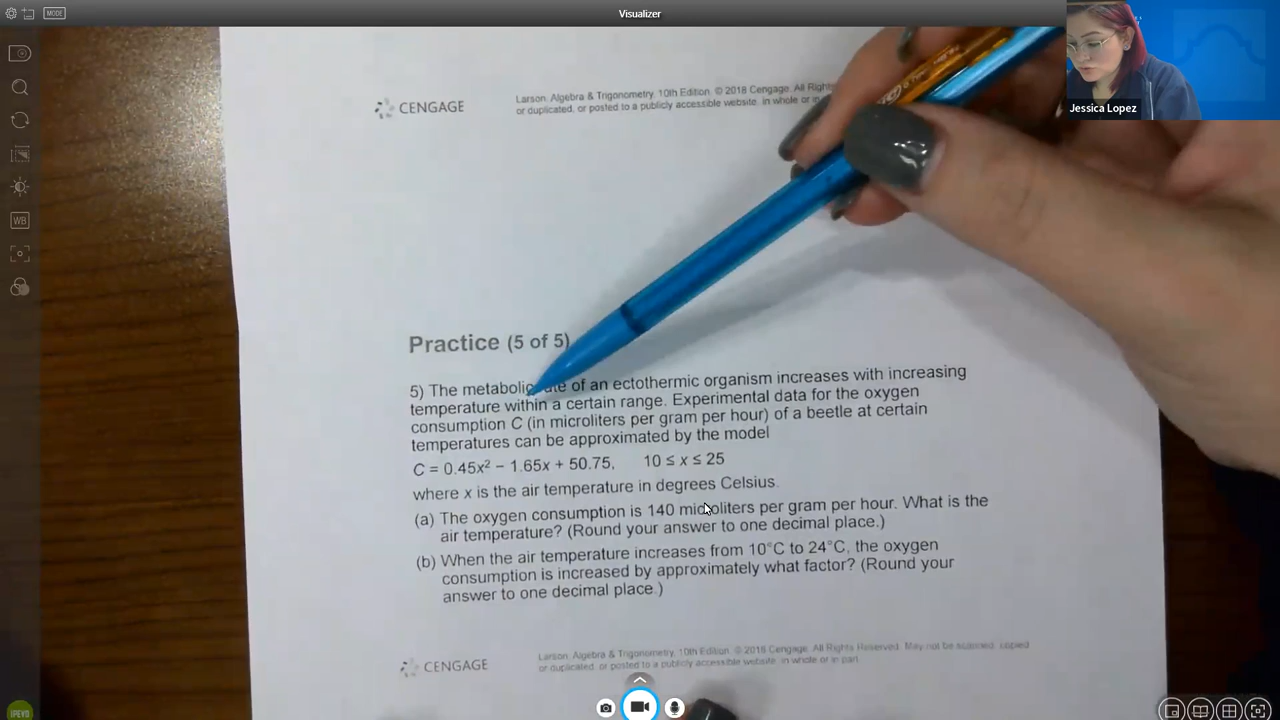 MODE
Visualizer
WB
Jessica Lopez
CENGAGE
Larson, Algebra & Trigonometry, 10th Edition. © 2018 Cengage. All Rights
or duplicated, or posted to a publicly accessible website, in whole or in
Practice (5 of 5)
5) The metabolic of an ectothermic organism increases with increasing
temperature within a certain range. Experimental data for the oxygen
consumption C (in microliters per gram per hour) of a beetle at certain
temperatures can be approximated by the model
C = 0.45x² − 1.65x + 50.75, 10 ≤ x ≤ 25
where x is the air temperature in degrees Celsius.
(a) The oxygen consumption is 140 microliters per gram per hour. What is the
air temperature? (Round your answer to one decimal place.)
(b) When the air temperature increases from 10°C to 24°C, the oxygen
consumption is increased by approximately what factor? (Round your
answer to one decimal place.)
CENGAGE
Larson, Algebra & Trigonometry, 10th Edition. © 2018 Cengage. All Rights Reserved. May not be scanned, copied
or duplicated, or posted to a publicly accessible website, in whole or in part.
IPEVO